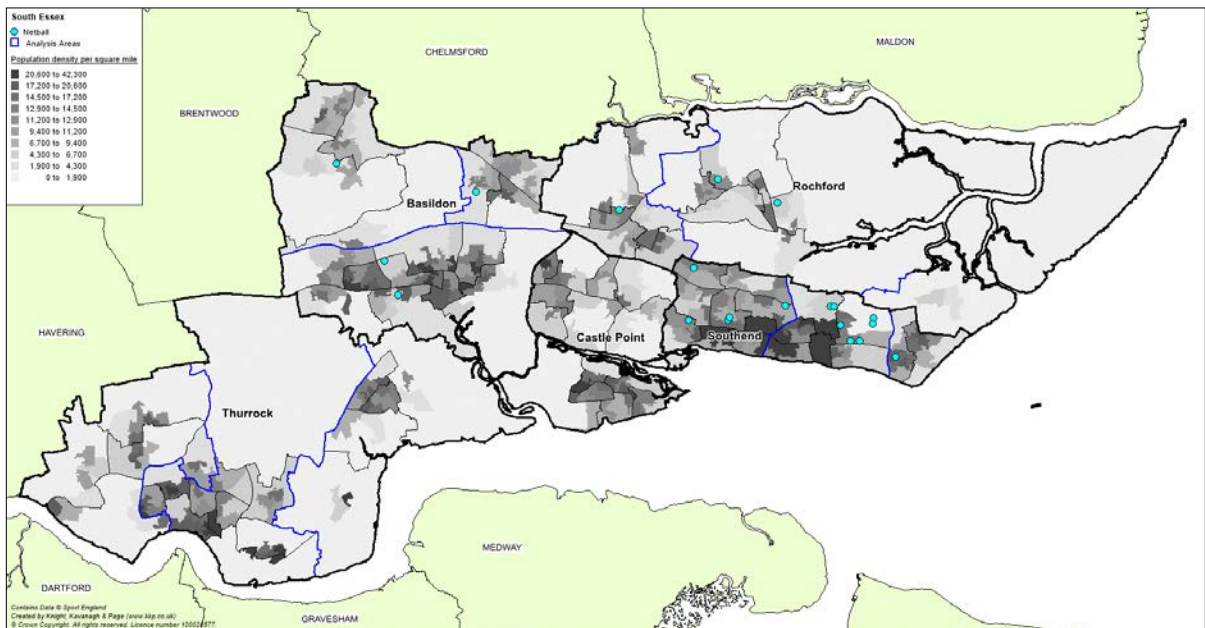 South Essex
Netball
Analysis Areas
Population density per square mile
20,600 to 42,300
17,200 to 20,600
14,500 to 17,200
12,900 to 14,500
11,200 to 12,900
9,400 to 11,200
6,700 to 9,400
4,300 to 6,700
1,900 to 4,300
0 to 1,900
CHELMSFORD
MALDON
BRENTWOOD
Rochford
Basildon
HAVERING
Castle Point
Southend
Thurrock
MEDWAY
DARTFORD
GRAVESHAM
Contains Data © Sport England
Created by Knight, Kavanagh & Page (www.kkp.co.uk)
© Crown Copyright. All rights reserved. Licence number 100020577.